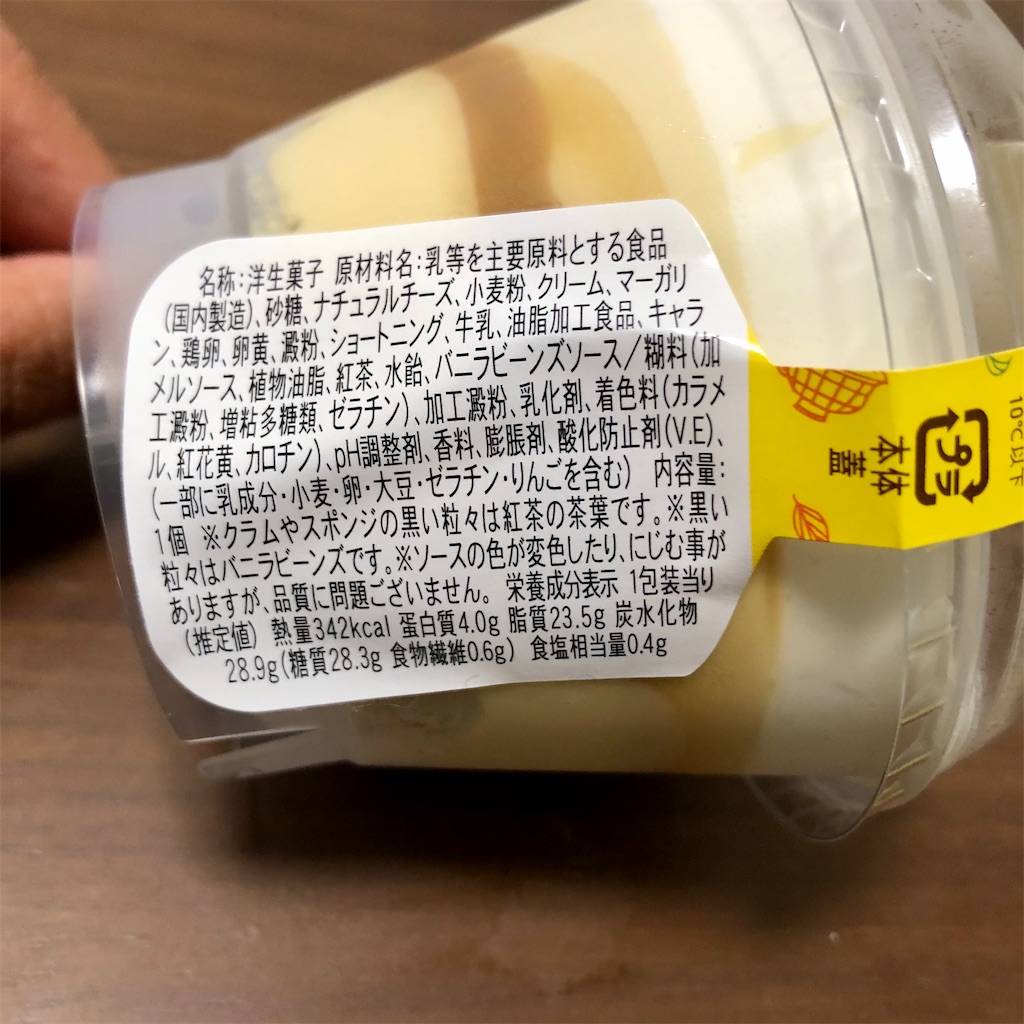 名称:洋生菓子 原材料名:乳等を主要原料とする食品
(国内製造)、砂糖、ナチュラルチーズ、小麦粉、クリーム、マーガリ
ン、鶏卵、卵黄、澱粉、ショートニング、牛乳、油脂加工食品、キャラ
メルソース、植物油脂、紅茶、水飴、バニラビーンズソース/糊料(加
工澱粉、増粘多糖類、ゼラチン)、加工澱粉、乳化剤、着色料(カラメ
ル、紅花黄、カロチン)、pH調整剤、香料、膨脹剤、酸化防止剤(V.E)、
(一部に乳成分・小麦・卵・大豆・ゼラチン・りんごを含む) 内容量:
1個 ※クラムやスポンジの黒い粒々は紅茶の茶葉です。※黒い
粒々はバニラビーンズです。※ソースの色が変色したり、にじむ事が
ありますが、品質に問題ございません。 栄養成分表示 1包装当り
(推定値) 熱量342kcal 蛋白質4.0g 脂質23.5g 炭水化物
28.9g(糖質28.3g 食物繊維0.6g) 食塩相当量0.4g
プラ
本体
蓋
10℃以下